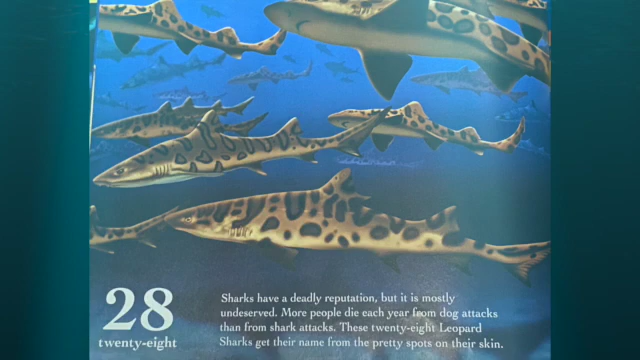 28
twenty-eight
Sharks have a deadly reputation, but it is mostly
undeserved. More people die each year from dog attacks
than from shark attacks. These twenty-eight Leopard
Sharks get their name from the pretty spots on their skin.